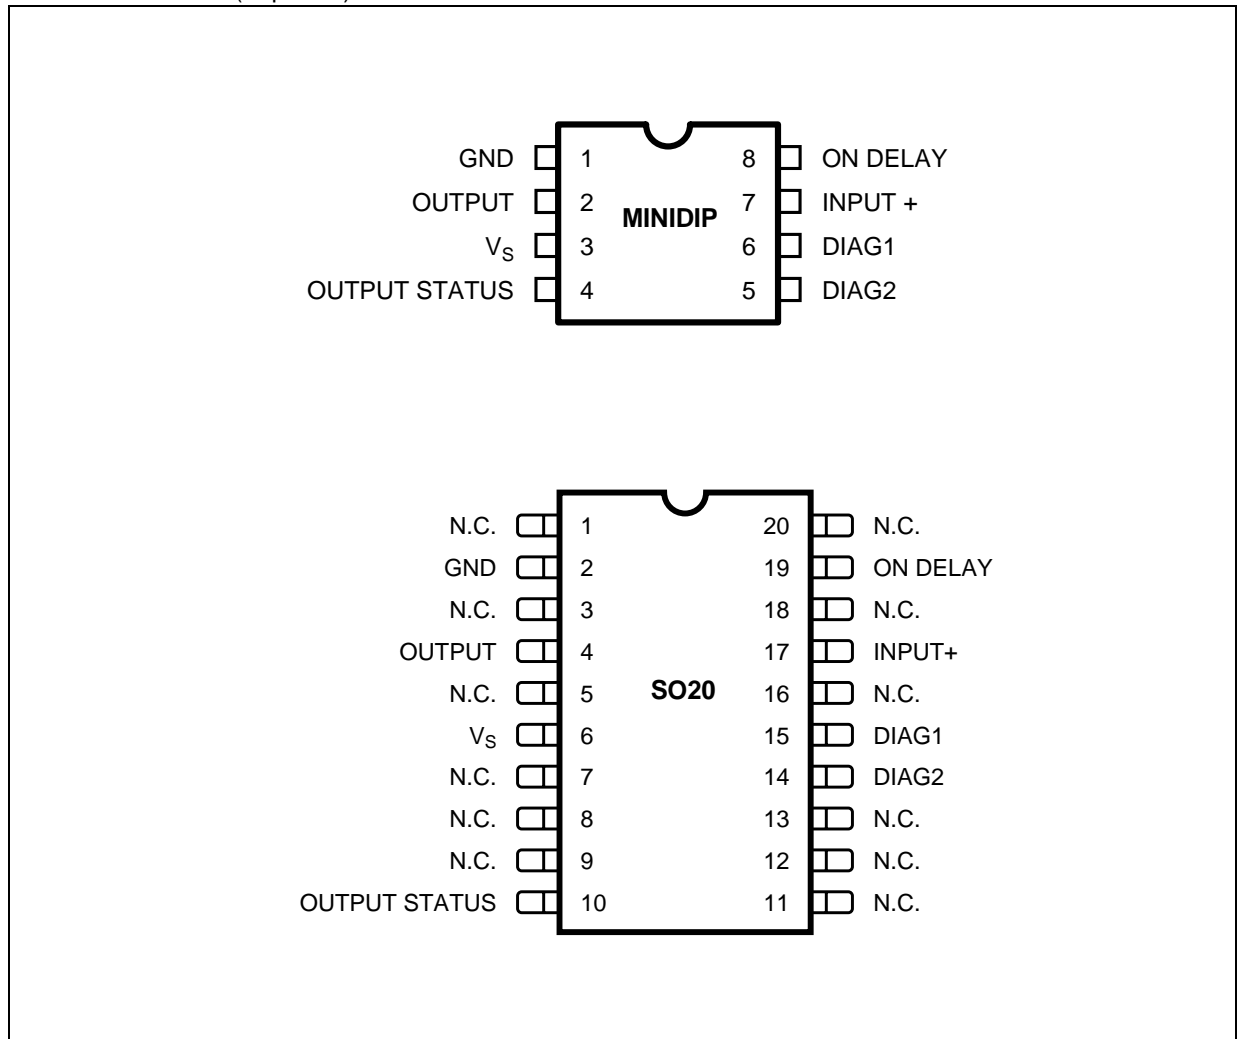 GND 1 8 ON DELAY
OUTPUT 2 MINIDIP 7 INPUT +
VS 3 6 DIAG1
OUTPUT STATUS 4 5 DIAG2
N.C. 1 20 N.C.
GND 2 19 ON DELAY
N.C. 3 18 N.C.
OUTPUT 4 17 INPUT+
N.C. 5 SO20 16 N.C.
VS 6 15 DIAG1
N.C. 7 14 DIAG2
N.C. 8 13 N.C.
N.C. 9 12 N.C.
OUTPUT STATUS 10 11 N.C.